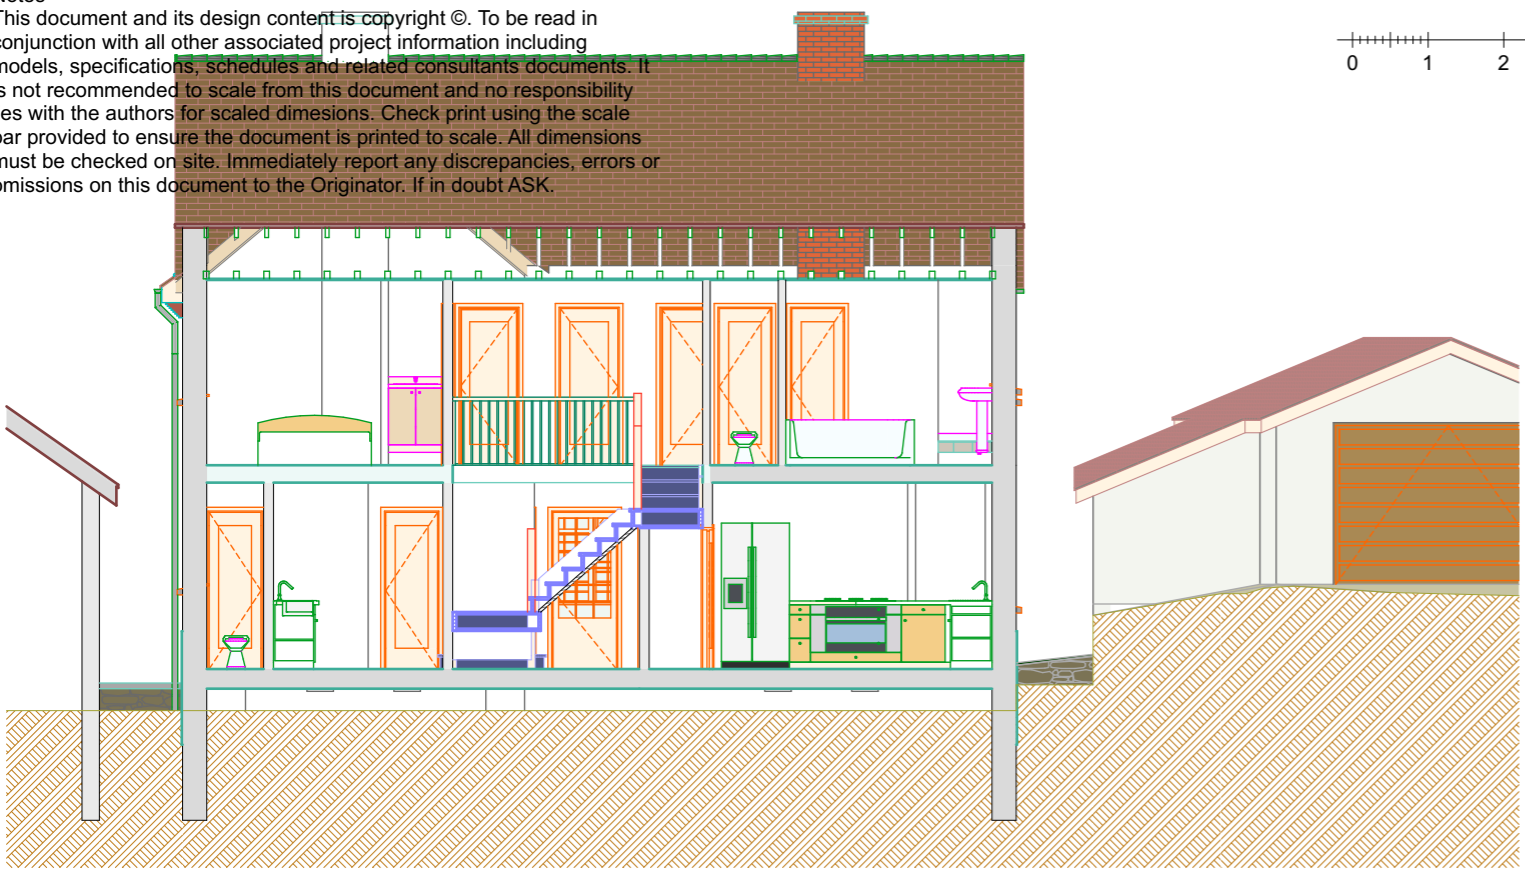 This document and its design content is copyright ©. To be read in
conjunction with all other associated project information including
models, specifications, schedules and related consultants documents. It
not recommended to scale from this document and no responsibility
with the authors for scaled dimesions. Check print using the scale
bar provided to ensure the document is printed to scale. All dimensions
must be checked on site. Immediately report any discrepancies, errors or
omissions on this document to the Originator. If in doubt ASK.
0 1 2